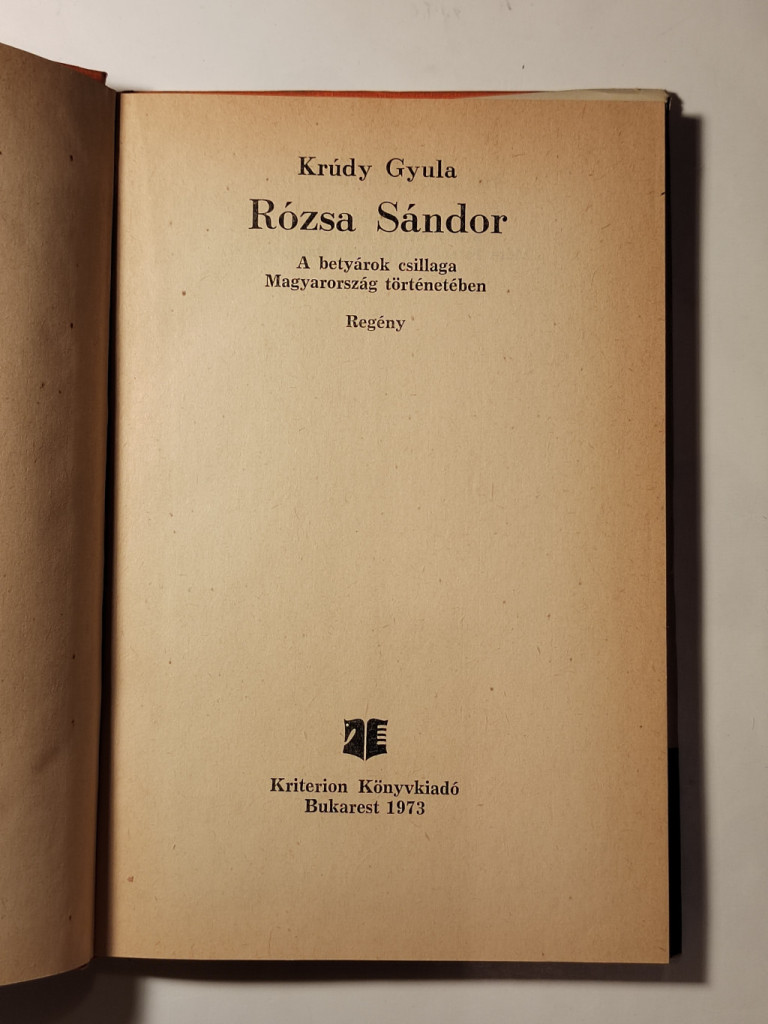 Krúdy Gyula
Rózsa Sándor
A betyárok csillaga
Magyarország történetében
Regény
Kriterion Könyvkiadó
Bukarest 1973